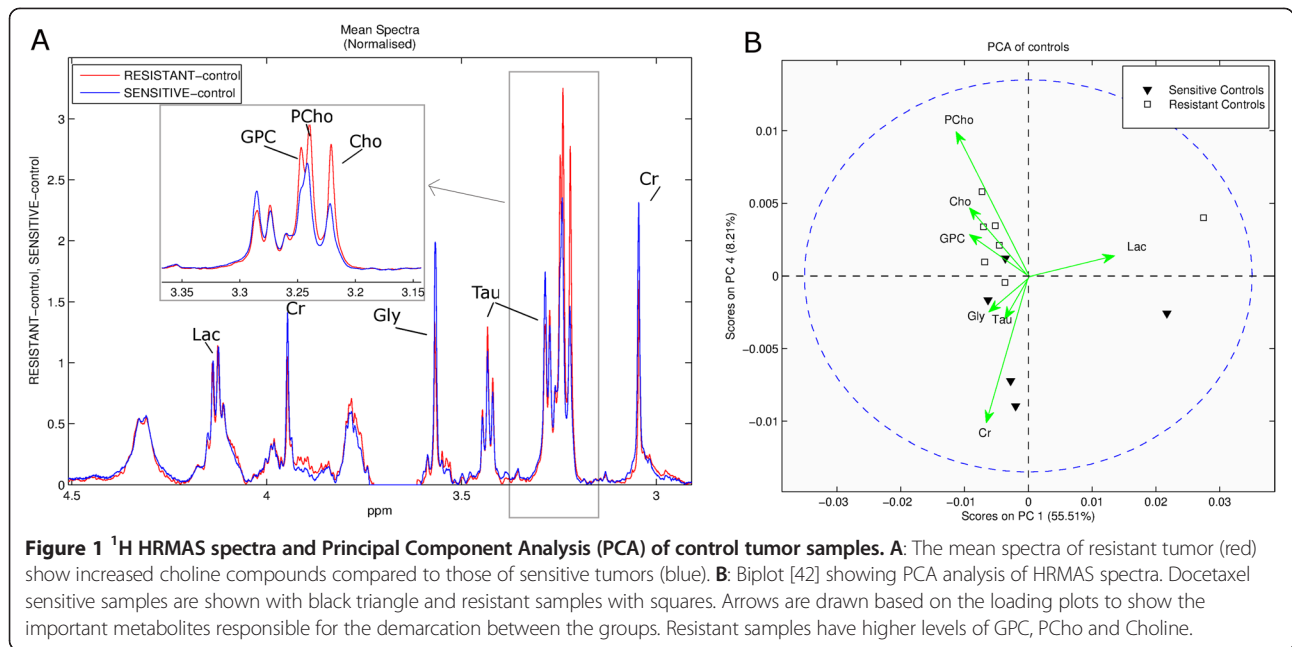 A
Mean Spectra
(Normalised)
RESISTANT-control
SENSITIVE-control
RESISTANT-control, SENSITIVE-control
3
2.5
2
1.5
1
0.5
0
4.5
4
3.5
3
ppm
GPC
PCho
Cho
3.35
3.3
3.25
3.2
3.15
Lac
Cr
Gly
Tau
Cr
B
PCA of controls
Sensitive Controls
Resistant Controls
Scores on PC 4 (8.21%)
0.01
0.005
0
−0.005
−0.01
PCho
Cho
GPC
Lac
Gly
Tau
Cr
−0.03
−0.02
−0.01
0
0.01
0.02
0.03
Scores on PC 1 (55.51%)
Figure 1 ¹H HRMAS spectra and Principal Component Analysis (PCA) of control tumor samples. A: The mean spectra of resistant tumor (red)
show increased choline compounds compared to those of sensitive tumors (blue). B: Biplot [42] showing PCA analysis of HRMAS spectra. Docetaxel
sensitive samples are shown with black triangle and resistant samples with squares. Arrows are drawn based on the loading plots to show the
important metabolites responsible for the demarcation between the groups. Resistant samples have higher levels of GPC, PCho and Choline.